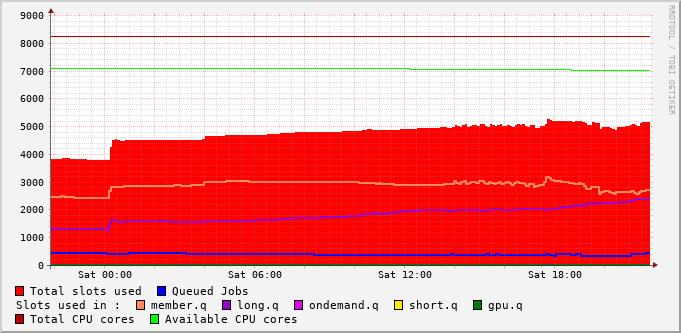 9000
8000
7000
6000
5000
4000
3000
2000
1000
0
Sat 00:00 Sat 06:00 Sat 12:00 Sat 18:00
Total slots used Queued Jobs
Slots used in : member.q long.q ondemand.q short.q gpu.q
Total CPU cores Available CPU cores
RRDTOOL / TOBI OETIKER